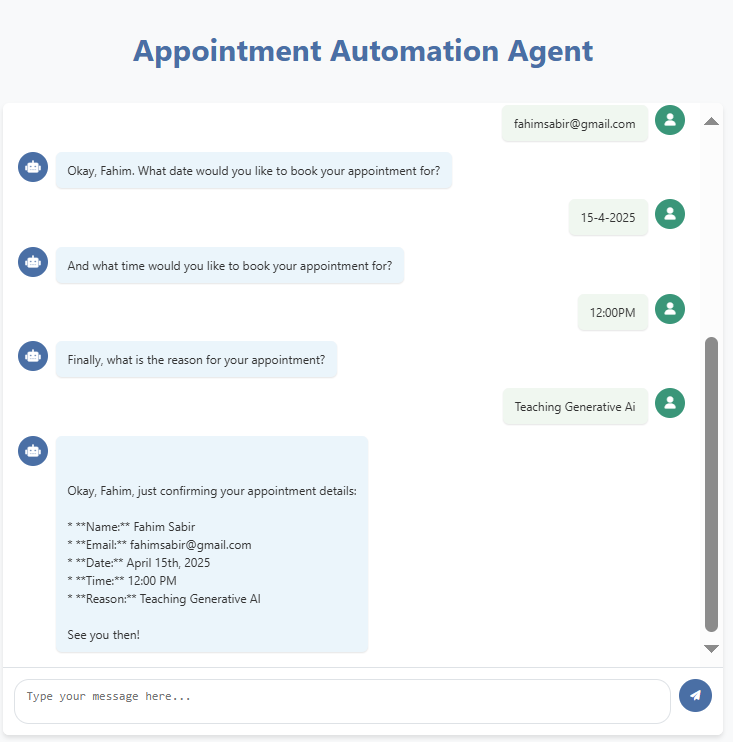 Appointment Automation Agent
fahimsabir@gmail.com
Okay, Fahim. What date would you like to book your appointment for?
15-4-2025
And what time would you like to book your appointment for?
12:00PM
Finally, what is the reason for your appointment?
Teaching Generative Ai
Okay, Fahim, just confirming your appointment details:
* **Name:** Fahim Sabir
* **Email:** fahimsabir@gmail.com
* **Date:** April 15th, 2025
* **Time:** 12:00 PM
* **Reason:** Teaching Generative AI
See you then!
Type your message here...